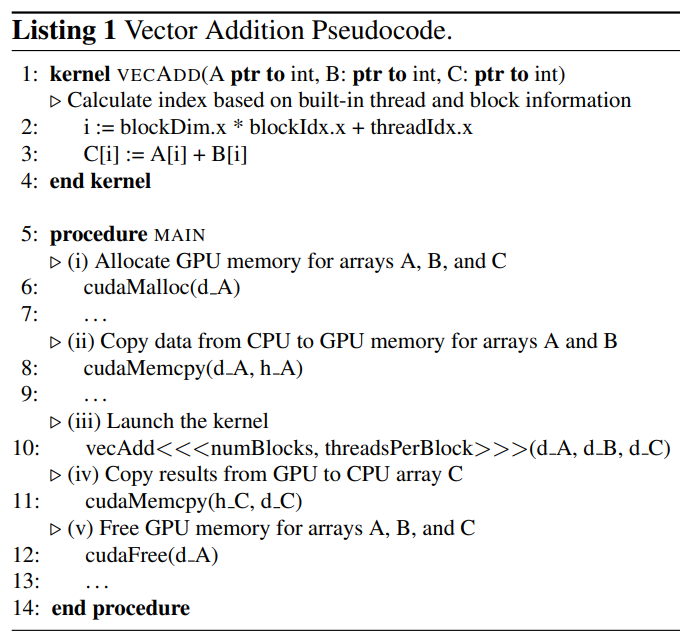 Listing 1 Vector Addition Pseudocode.
1: kernel VECADD(A ptr to int, B: ptr to int, C: ptr to int)
▷ Calculate index based on built-in thread and block information
2: i := blockDim.x * blockIdx.x + threadIdx.x
3: C[i] := A[i] + B[i]
4: end kernel
5: procedure MAIN
▷ (i) Allocate GPU memory for arrays A, B, and C
6: cudaMalloc(d_A)
7: ...
▷ (ii) Copy data from CPU to GPU memory for arrays A and B
8: cudaMemcpy(d_A, h_A)
9: ...
▷ (iii) Launch the kernel
10: vecAdd<<<numBlocks, threadsPerBlock>>>(d_A, d_B, d_C)
▷ (iv) Copy results from GPU to CPU array C
11: cudaMemcpy(h_C, d_C)
▷ (v) Free GPU memory for arrays A, B, and C
12: cudaFree(d_A)
13: ...
14: end procedure